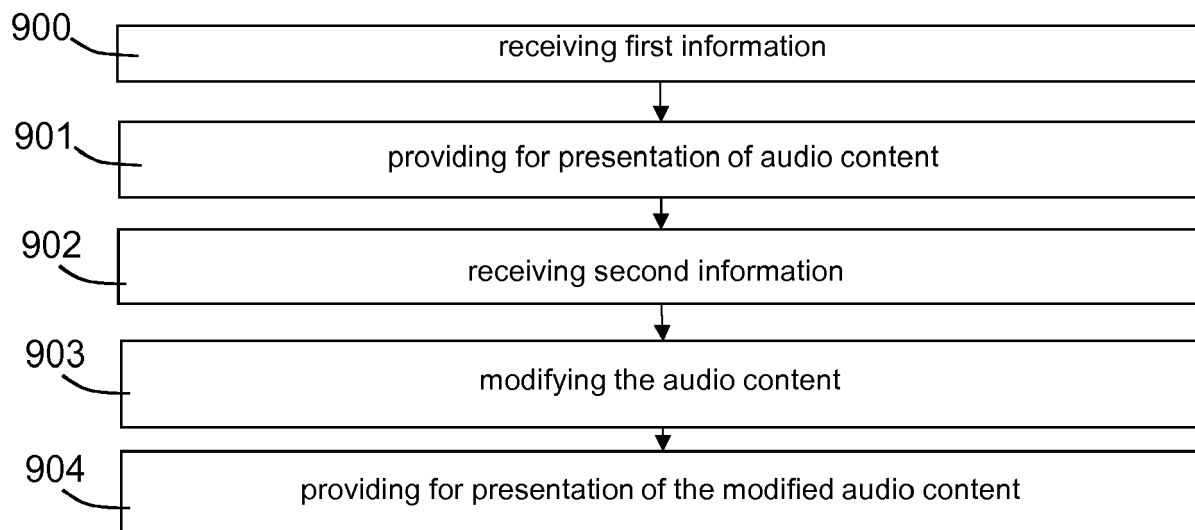 900
receiving first information
901
providing for presentation of audio content
902
receiving second information
903
modifying the audio content
904
providing for presentation of the modified audio content